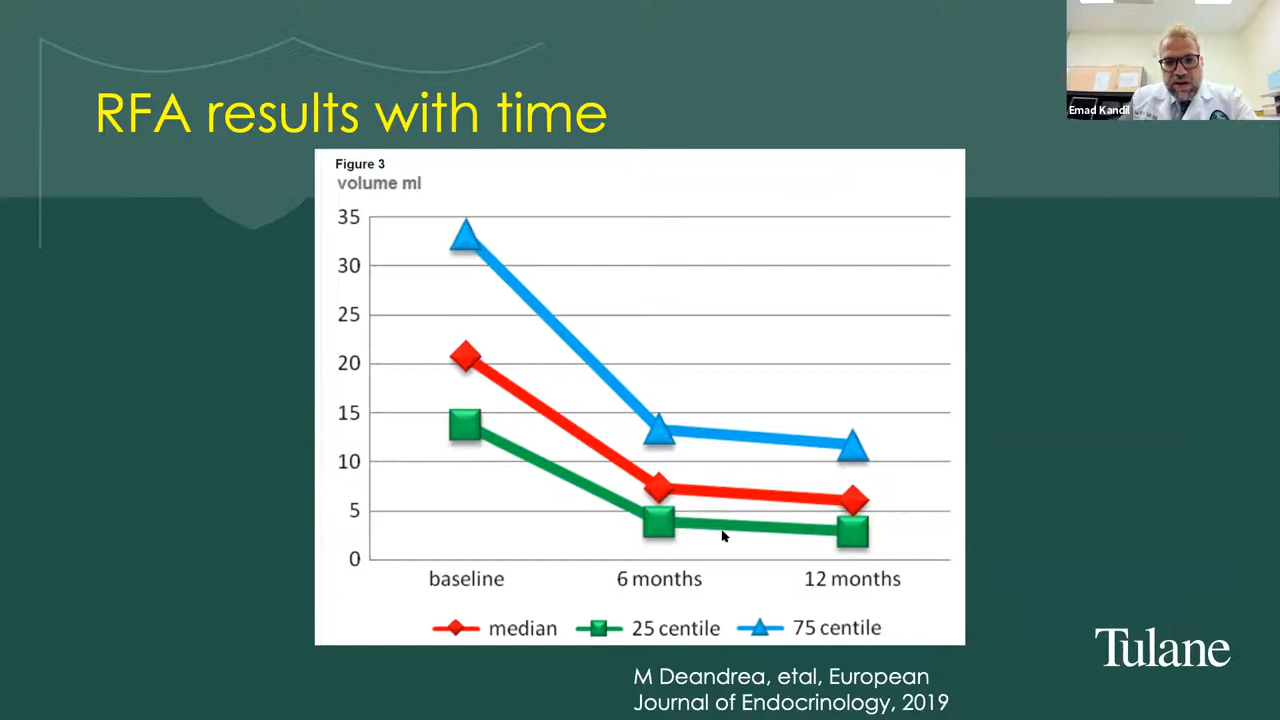 RFA results with time
Emad Kandil
Figure 3
volume ml
35
30
25
20
15
10
5
0
baseline 6 months 12 months
median 25 centile 75 centile
Tulane
M Deandrea, etal, European
Journal of Endocrinology, 2019